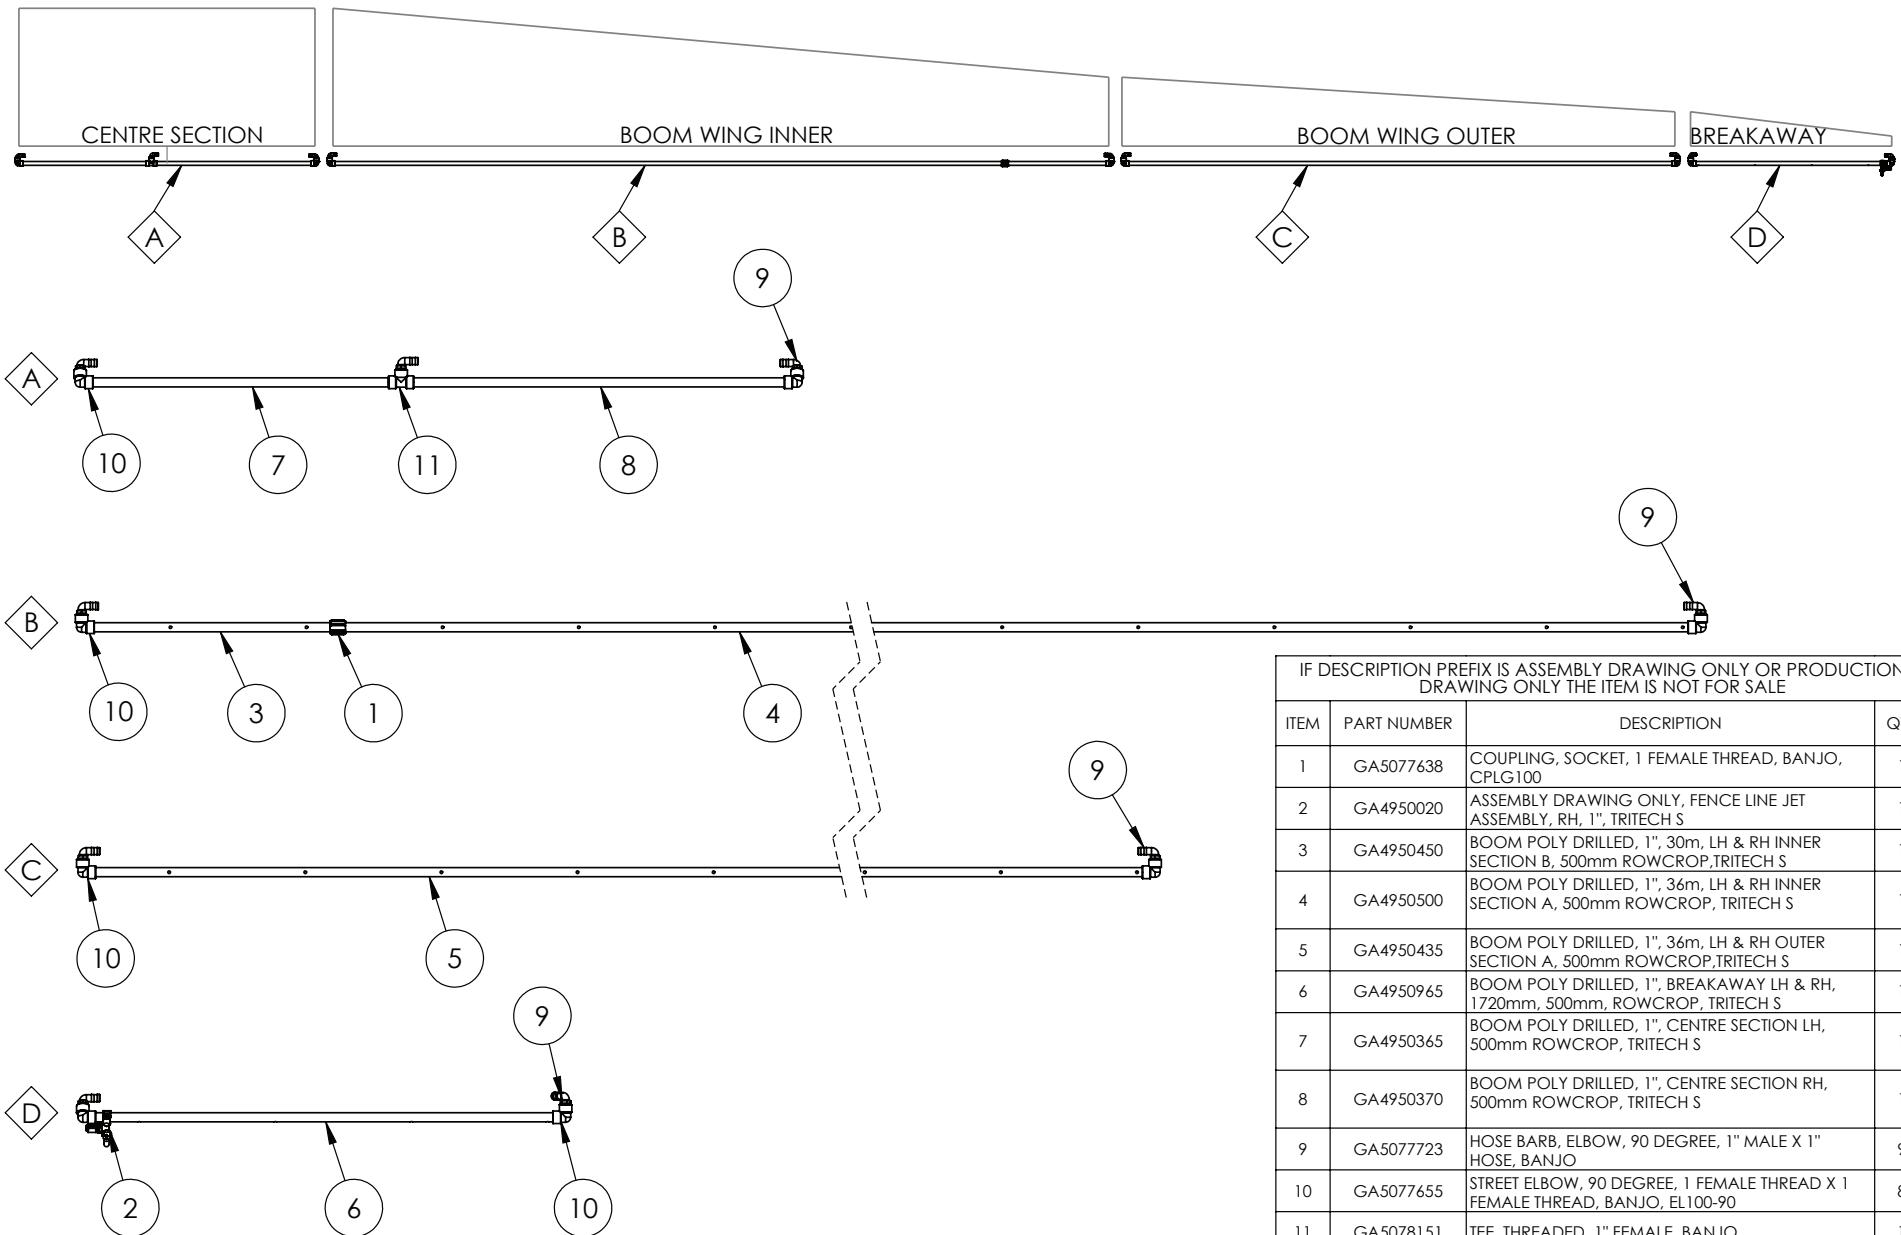 CENTRE SECTION
BOOM WING INNER
BOOM WING OUTER
BREAKAWAY
A
B
C
D
9
A
10
7
11
8
9
B
10
3
1
4
9
C
10
5
9
D
2
6
10
IF DESCRIPTION PREFIX IS ASSEMBLY DRAWING ONLY OR PRODUCTION
DRAWING ONLY THE ITEM IS NOT FOR SALE
ITEM PART NUMBER DESCRIPTION
1 GA5077638 COUPLING, SOCKET, 1 FEMALE THREAD, BANJO,
CPLG100
2 GA4950020 ASSEMBLY DRAWING ONLY, FENCE LINE JET
ASSEMBLY, RH, 1", TRITECH S
3 GA4950450 BOOM POLY DRILLED, 1", 30m, LH & RH INNER
SECTION B, 500mm ROWCROP,TRITECH S
4 GA4950500 BOOM POLY DRILLED, 1", 36m, LH & RH INNER
SECTION A, 500mm ROWCROP, TRITECH S
5 GA4950435 BOOM POLY DRILLED, 1", 36m, LH & RH OUTER
SECTION A, 500mm ROWCROP,TRITECH S
6 GA4950965 BOOM POLY DRILLED, 1", BREAKAWAY LH & RH,
1720mm, 500mm, ROWCROP, TRITECH S
7 GA4950365 BOOM POLY DRILLED, 1", CENTRE SECTION LH,
500mm ROWCROP, TRITECH S
8 GA4950370 BOOM POLY DRILLED, 1", CENTRE SECTION RH,
500mm ROWCROP, TRITECH S
9 GA5077723 HOSE BARB, ELBOW, 90 DEGREE, 1" MALE X 1"
HOSE, BANJO
10 GA5077655 STREET ELBOW, 90 DEGREE, 1 FEMALE THREAD X 1
FEMALE THREAD, BANJO, EL100-90
11 GA5078151 TEE, THREADED, 1" FEMALE, BANJO